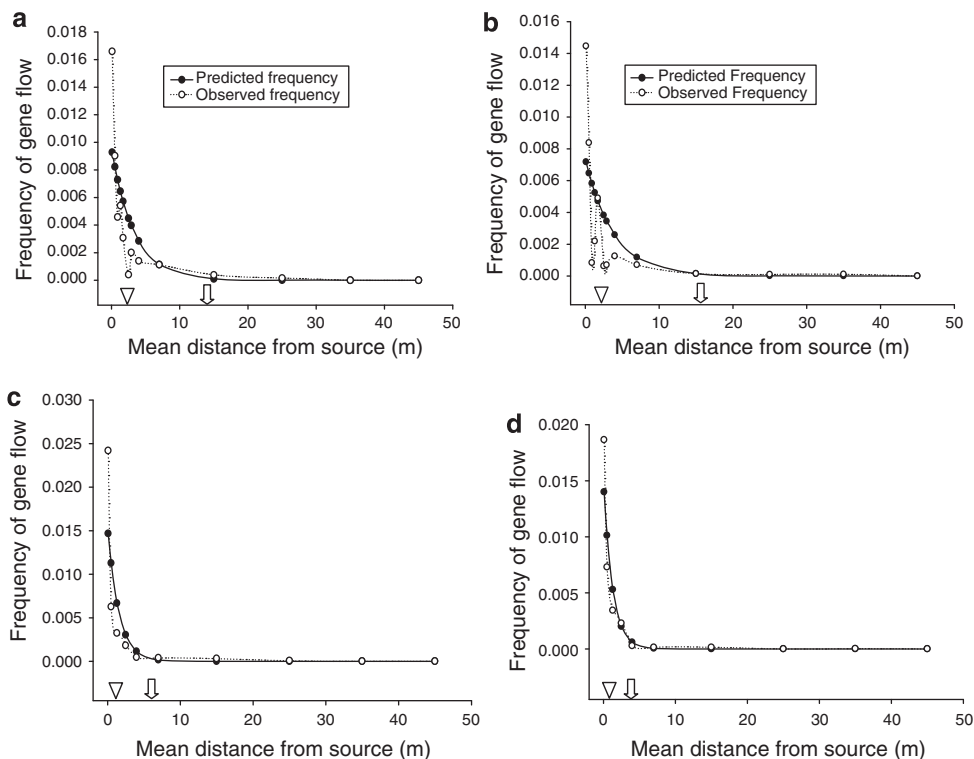 a
0.018
0.016
0.014
0.012
0.010
0.008
0.006
0.004
0.002
0.000
Frequency of gene flow
Predicted frequency
Observed frequency
0 10 20 30 40 50
Mean distance from source (m)
b
0.016
0.014
0.012
0.010
0.008
0.006
0.004
0.002
0.000
Frequency of gene flow
Predicted Frequency
Observed Frequency
0 10 20 30 40 50
Mean distance from source (m)
c
0.030
0.025
0.020
0.015
0.010
0.005
0.000
Frequency of gene flow
0 10 20 30 40 50
Mean distance from source (m)
d
0.020
0.015
0.010
0.005
0.000
Frequency of gene flow
0 10 20 30 40 50
Mean distance from source (m)